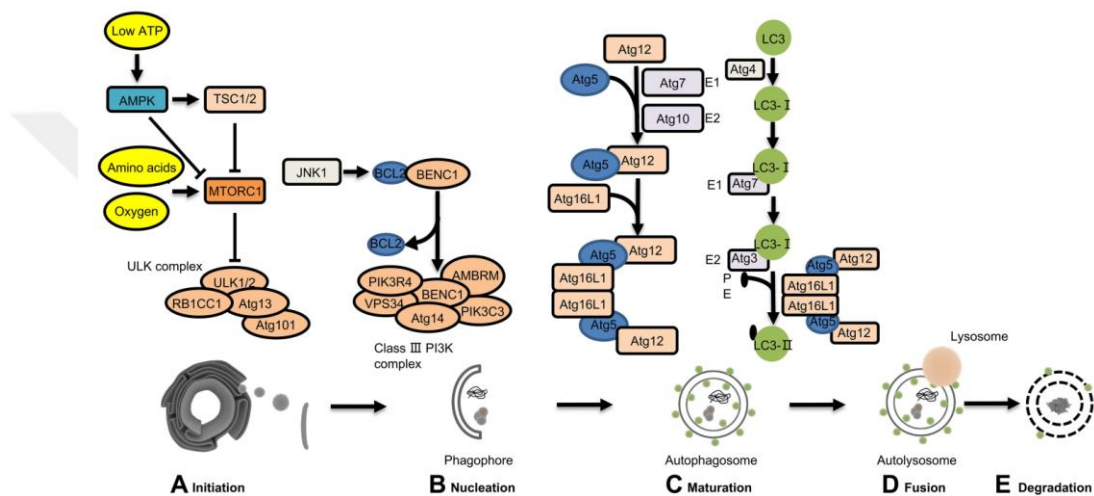 Low ATP
AMPK
TSC1/2
Amino acids
Oxygen
MTORC1
ULK complex
ULK1/2
RB1CC1
Atg13
Atg101
JNK1
BCL2
BENC1
BCL2
PIK3R4
AMBRM
VPS34
BENC1
PIK3C3
Atg14
Class III PI3K
complex
Atg12
Atg5
Atg7
E1
Atg10
E2
Atg5
Atg12
Atg16L1
Atg5
Atg12
Atg16L1
Atg16L1
Atg5
Atg12
LC3
Atg4
LC3-I
LC3-I
E1
Atg7
LC3-I
E2
Atg3
P
E
LC3-II
Atg5
Atg12
Atg16L1
Atg16L1
Atg5
Atg12
Lysosome
Phagophore
Autophagosome
Autolysosome
A Initiation
B Nucleation
C Maturation
D Fusion
E Degradation